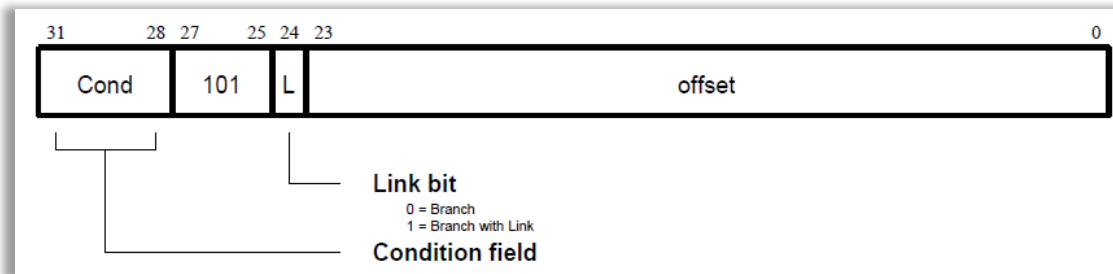 31 28 27 25 24 23 0
Cond 101 L offset
Link bit
0 = Branch
1 = Branch with Link
Condition field